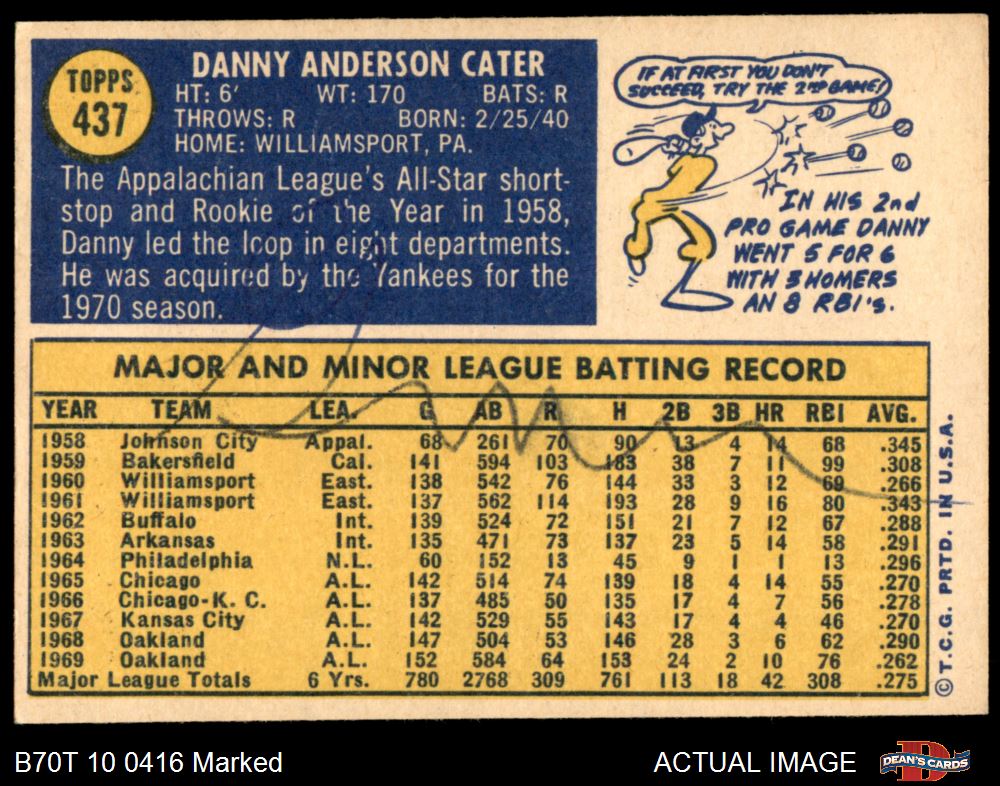 TOPPS
437
DANNY ANDERSON CATER
HT: 6' WT: 170 BATS: R
THROWS: R BORN: 2/25/40
HOME: WILLIAMSPORT, PA.
The Appalachian League's All-Star short-
stop and Rookie of the Year in 1958,
Danny led the loop in eight departments.
He was acquired by the Yankees for the
1970 season.
IF AT FIRST YOU DON'T
SUCCEED, TRY THE 2ND GAME!
IN HIS 2nd
PRO GAME DANNY
WENT 5 FOR 6
WITH 3 HOMERS
AN 8 RBI's.
MAJOR AND MINOR LEAGUE BATTING RECORD
YEAR TEAM LEA. G AB R H 2B 3B HR RBI AVG.
1958 Johnson City Appal. 68 261 70 90 13 4 14 68 .345
1959 Bakersfield Cal. 141 594 103 183 38 7 11 99 .308
1960 Williamsport East. 138 542 76 144 33 3 12 69 .266
1961 Williamsport East. 137 562 114 193 28 9 16 80 .343
1962 Buffalo Int. 139 524 72 151 21 7 12 67 .288
1963 Arkansas Int. 135 471 73 137 23 5 14 58 .291
1964 Philadelphia N.L. 60 152 13 45 9 1 1 13 .296
1965 Chicago A.L. 142 514 74 139 18 4 14 55 .270
1966 Chicago-K. C. A.L. 137 485 50 135 17 4 7 56 .278
1967 Kansas City A.L. 142 529 55 143 17 4 4 46 .270
1968 Oakland A.L. 147 504 53 146 28 3 6 62 .290
1969 Oakland A.L. 152 584 64 153 24 2 10 76 .262
Major League Totals 6 Yrs. 780 2768 309 761 113 18 42 308 .275
© T.C.G. PRTD. IN U.S.A.
B70T 10 0416 Marked
ACTUAL IMAGE
DEAN'S CARDS